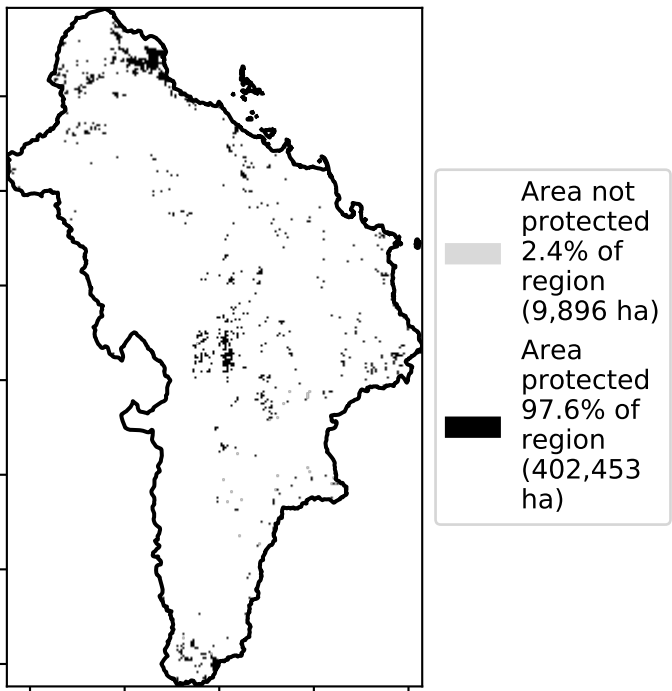 Area not
protected
2.4% of
region
(9,896 ha)
Area
protected
97.6% of
region
(402,453
ha)